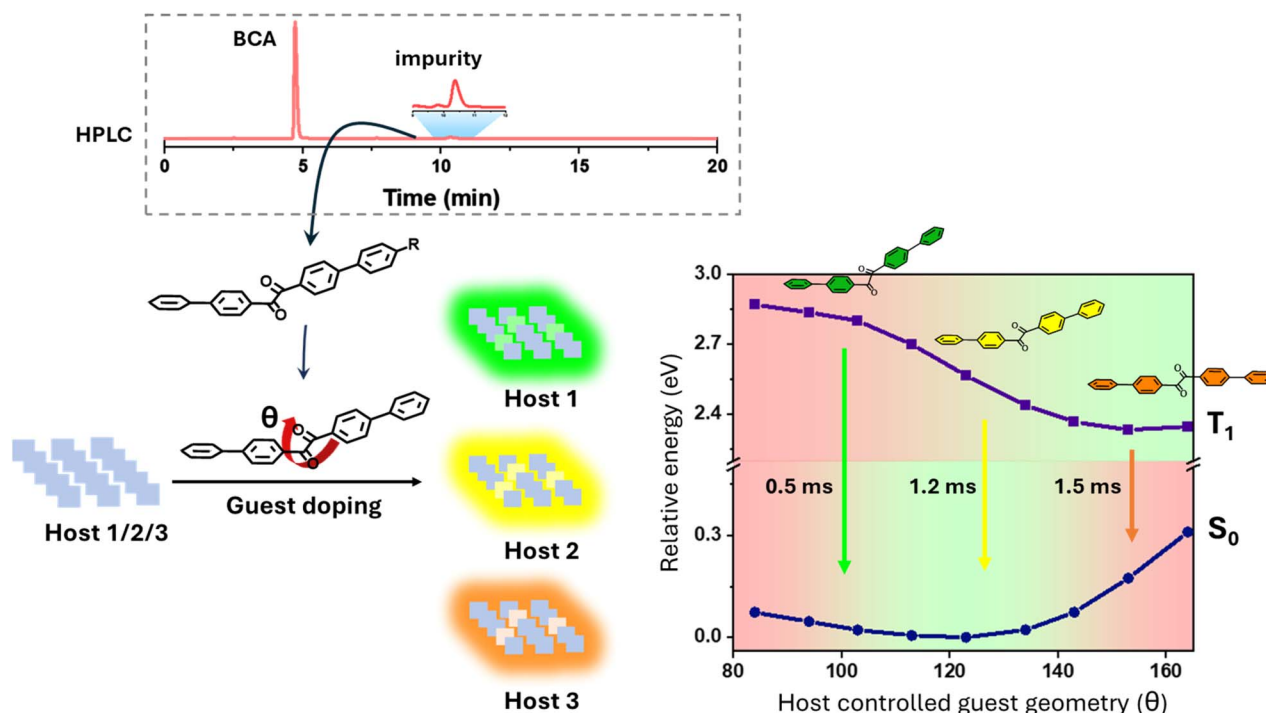 BCA
impurity
HPLC
0 5 10 15 20
Time (min)
R
O
O
θ
O
O
Host 1/2/3
Guest doping
Host 1
Host 2
Host 3
Relative energy (eV)
3.0
2.7
2.4
0.3
0.0
O
O
O
O
O
O
T1
0.5 ms
1.2 ms
1.5 ms
S0
80 100 120 140 160
Host controlled guest geometry (θ)